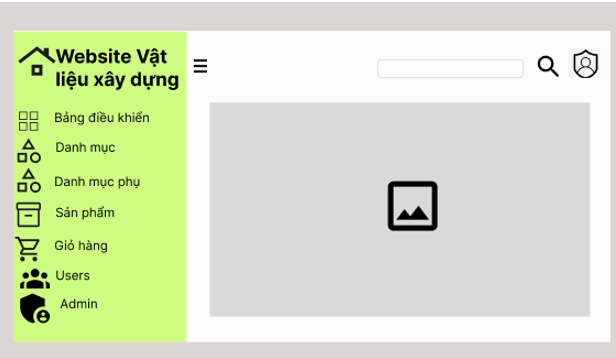 Website Vật
liệu xây dựng
Bảng điều khiển
Danh mục
Danh mục phụ
Sản phẩm
Giỏ hàng
Users
Admin